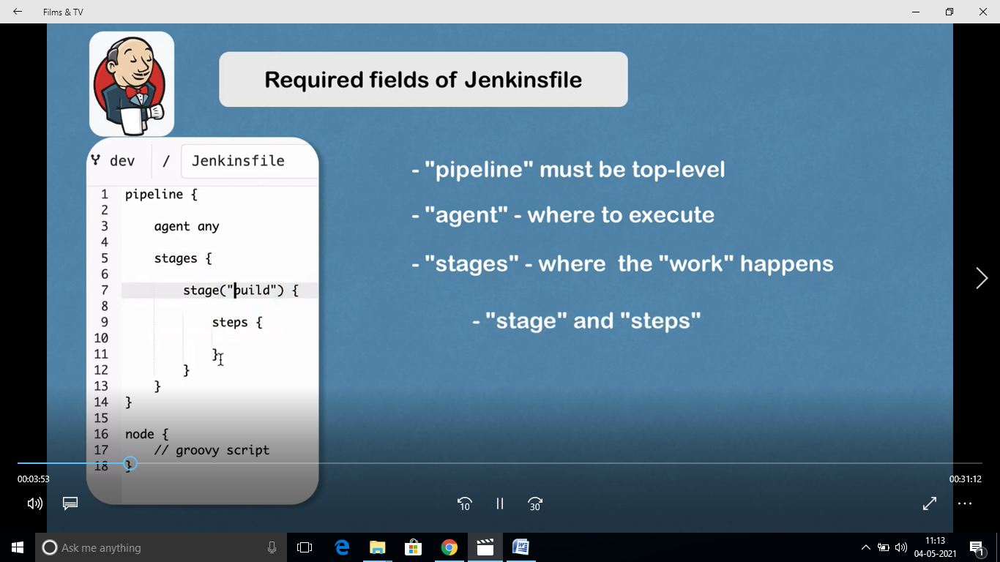 Films & TV
Required fields of Jenkinsfile
dev / Jenkinsfile
1 pipeline {
2
3 agent any
4
5 stages {
6
7 stage("build") {
8
9 steps {
10
11 }
12 }
13 }
14 }
15
16 node {
17 // groovy script
18 }
- "pipeline" must be top-level
- "agent" - where to execute
- "stages" - where the "work" happens
- "stage" and "steps"
00:03:53
00:31:12
10
30
Ask me anything
11:13
04-05-2021
1